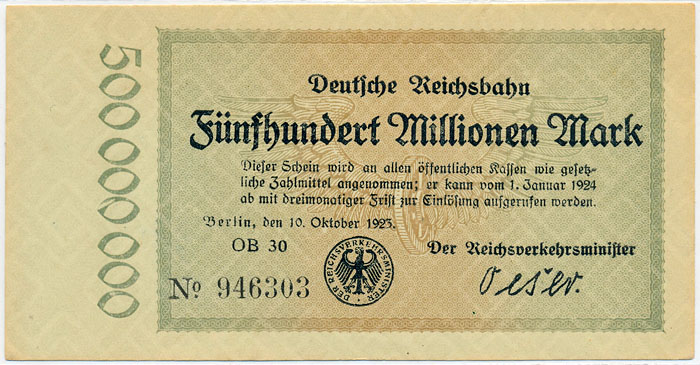 500000000
Deutsche Reichsbahn
Fünfhundert Millionen Mark
Dieser Schein wird an allen öffentlichen Kassen wie gesetz-
liche Zahlmittel angenommen; er kann vom 1. Januar 1924
ab mit dreimonatiger Frist zur Einlösung aufgerufen werden.
Berlin, den 10. Oktober 1923.
OB 30
Der Reichsverkehrsminister
DER REICHSVERKEHRSMINISTER
№ 946303
Oeser.